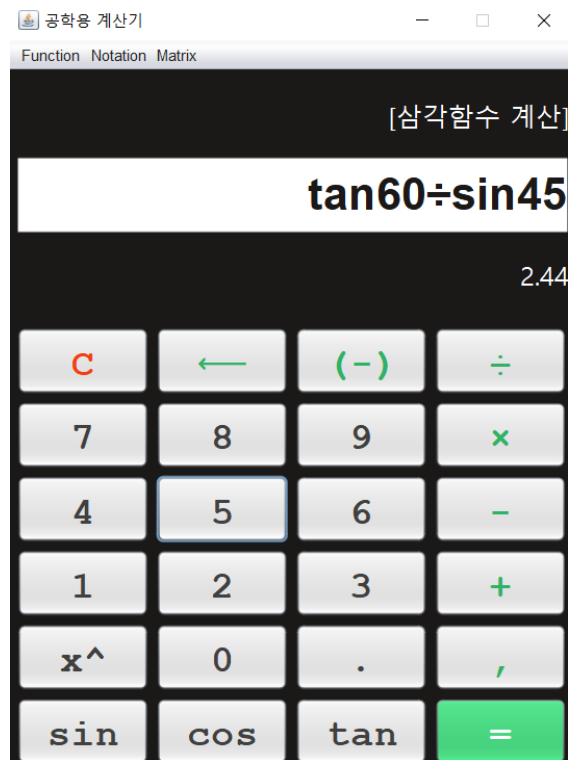 공학용 계산기
Function Notation Matrix
[삼각함수 계산]
tan60÷sin45
2.44
C ← (-) ÷
7 8 9 ×
4 5 6 -
1 2 3 +
x^ 0 . ,
sin cos tan =